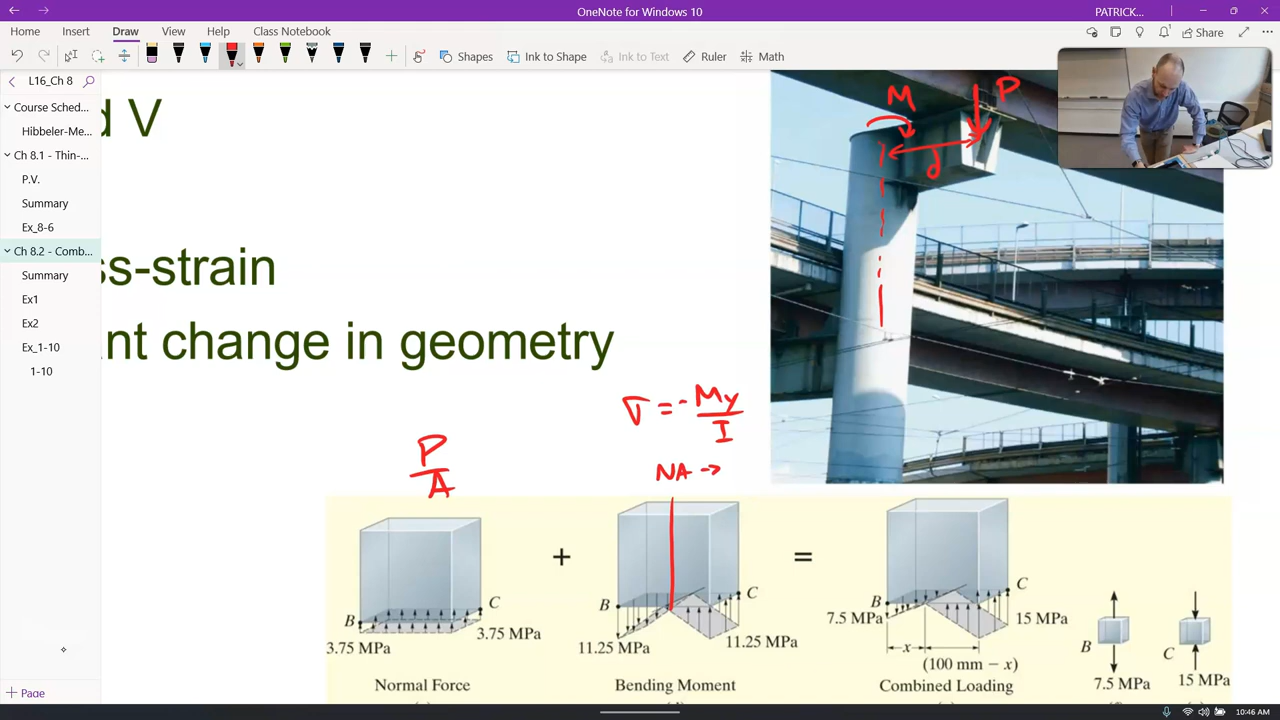 OneNote for Windows 10
PATRICK...
Home
Insert
Draw
View
Help
Class Notebook
Share
Shapes
Ink to Shape
Ink to Text
Ruler
Math
L16_Ch 8
Course Sched...
Hibbeler-Me...
Ch 8.1 - Thin-...
P.V.
Summary
Ex_8-6
Ch 8.2 - Comb...
Summary
Ex1
Ex2
Ex_1-10
1-10
Page
d V
ss-strain
nt change in geometry
M
P
d
σ = - My
I
P
A
NA →
+
=
B
C
3.75 MPa
3.75 MPa
Normal Force
B
C
11.25 MPa
11.25 MPa
Bending Moment
B
C
7.5 MPa
15 MPa
x
(100 mm − x)
Combined Loading
B
7.5 MPa
C
15 MPa
10:46 AM